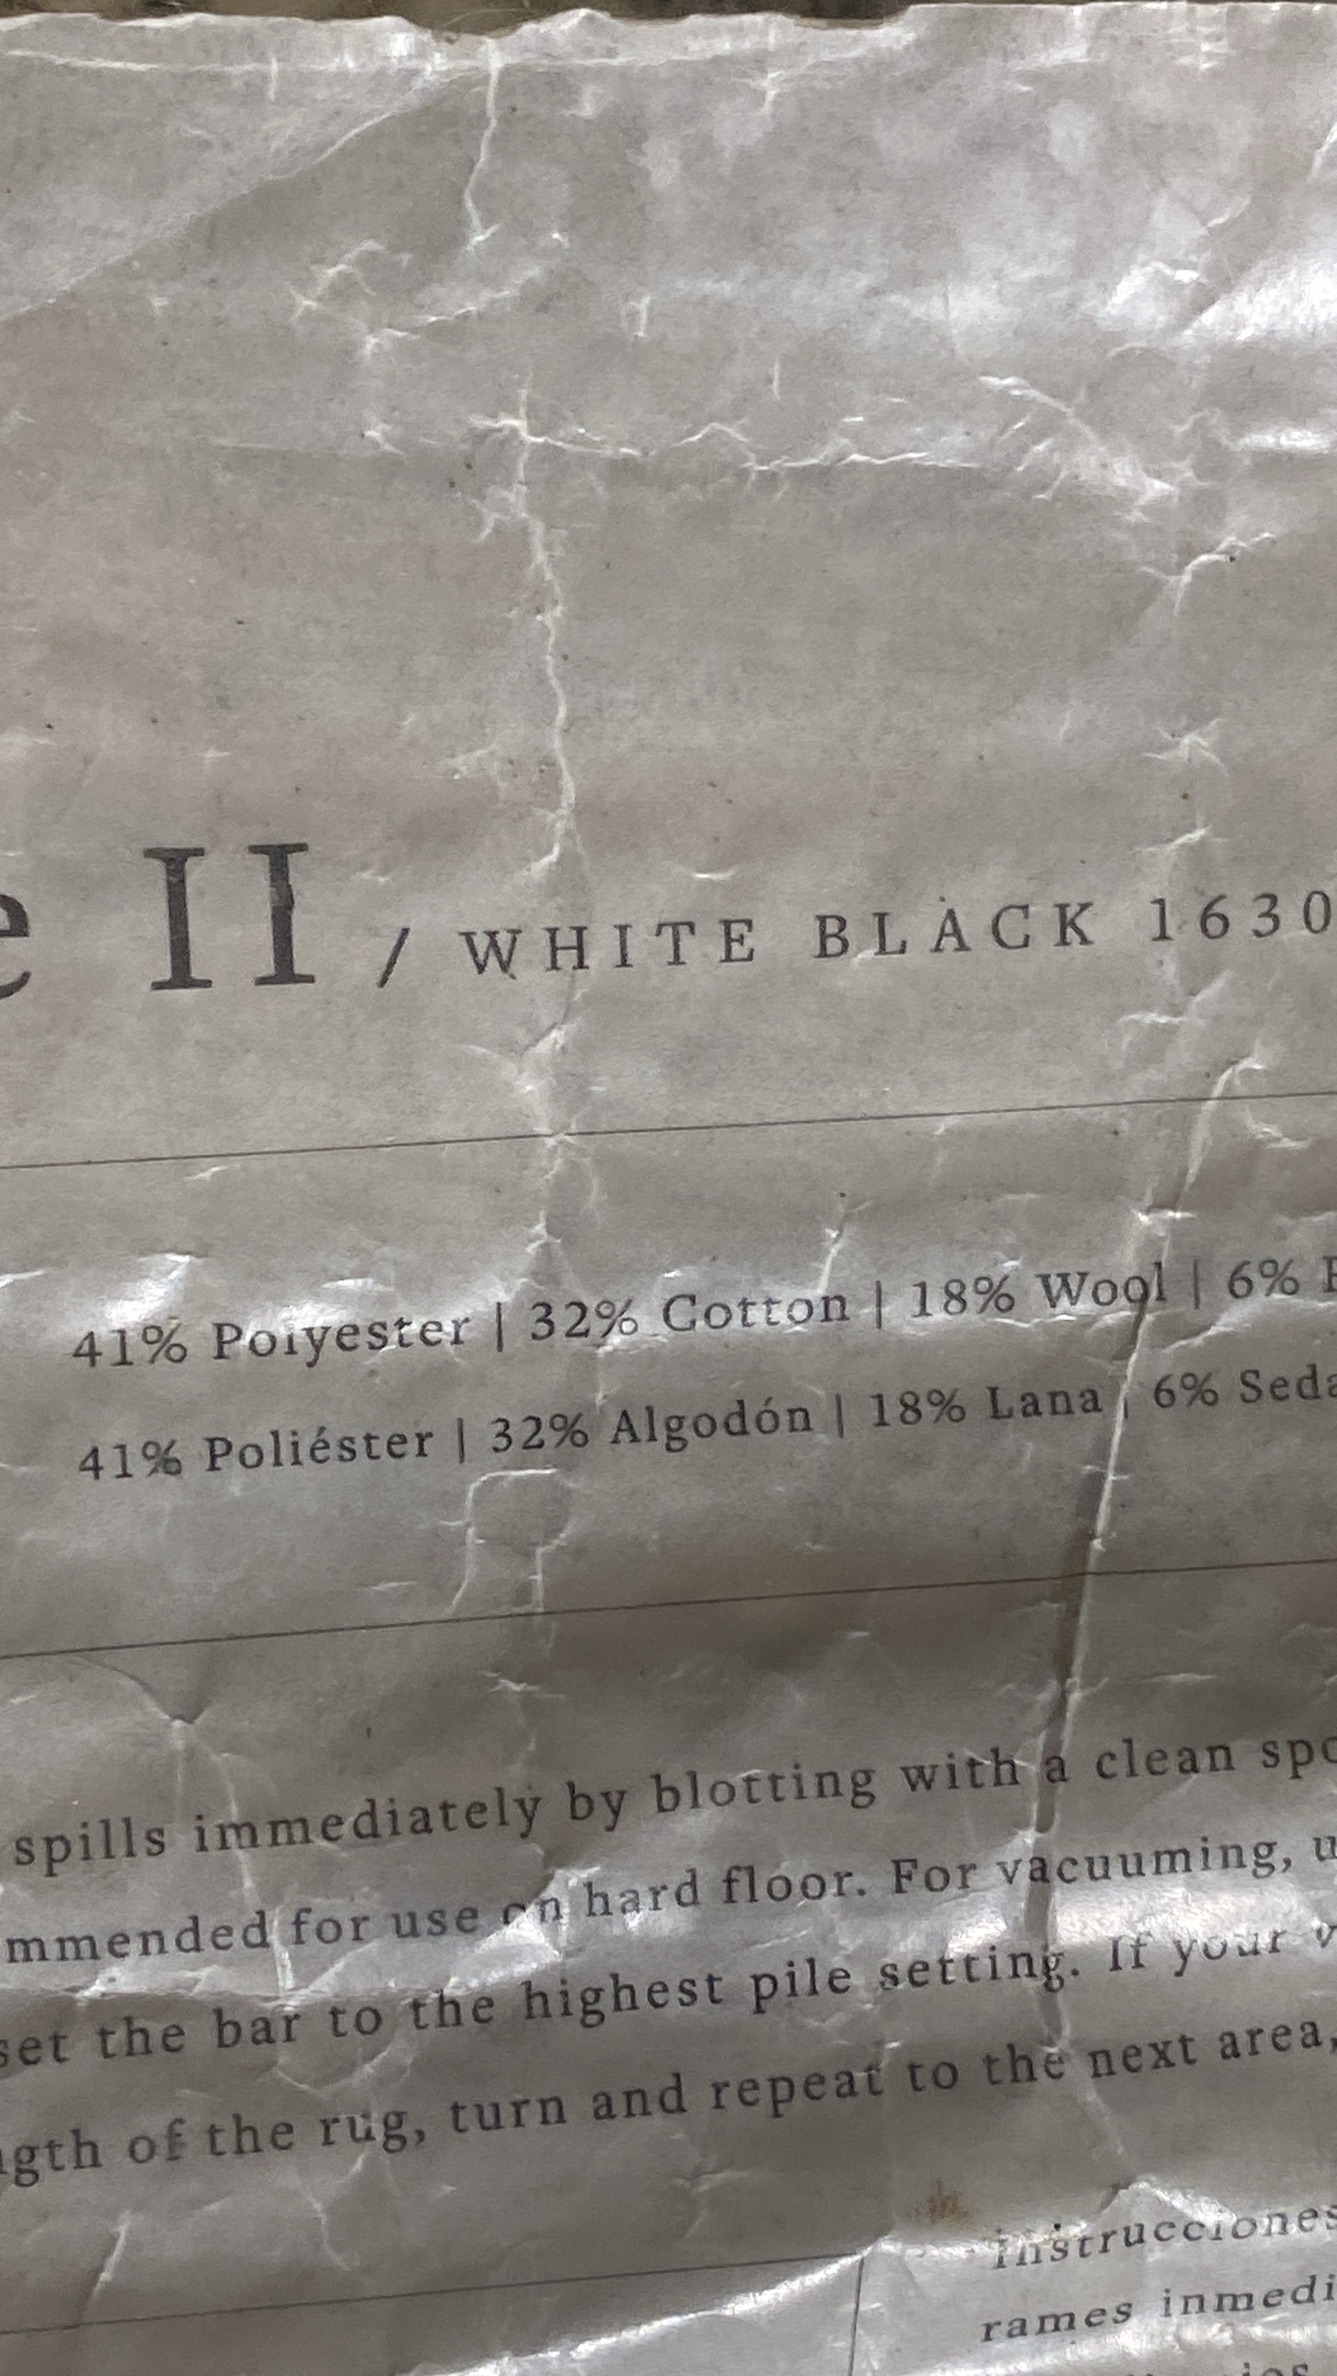 e II / WHITE BLACK 1630
41% Polyester | 32% Cotton | 18% Wool | 6%
41% Poliéster | 32% Algodón | 18% Lana | 6% Seda
spills immediately by blotting with a clean spo
mmended for use on hard floor. For vacuuming, u
set the bar to the highest pile setting. If your v
ngth of the rug, turn and repeat to the next area,
instrucciones
rames inmedi